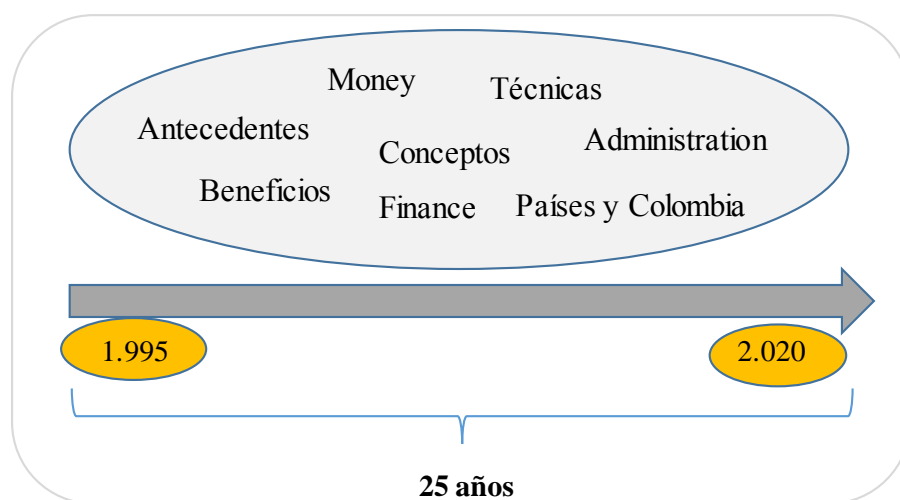 Money
Técnicas
Antecedentes
Conceptos
Administration
Beneficios
Finance
Países y Colombia
1.995
2.020
25 años